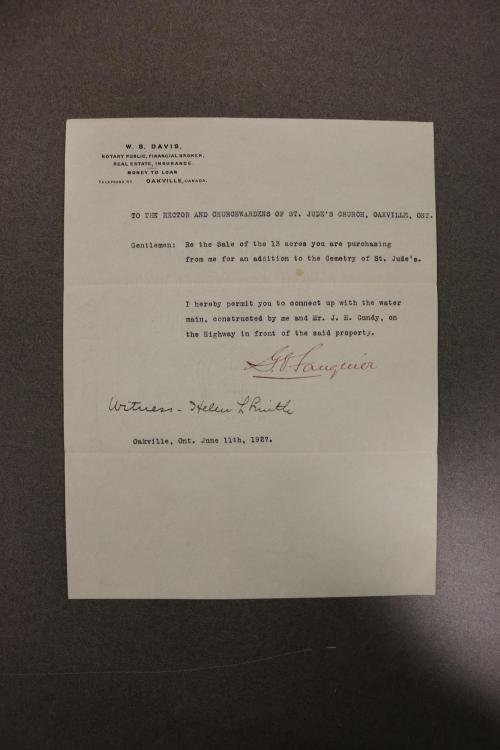 W. S. DAVIS,
NOTARY PUBLIC, FINANCIAL BROKER,
REAL ESTATE, INSURANCE.
MONEY TO LOAN
TELEPHONE 67 OAKVILLE, CANADA.
TO THE RECTOR AND CHURCHWARDENS OF ST. JUDE'S CHURCH, OAKVILLE, ONT.
Gentlemen: Re the Sale of the 13 acres you are purchasing
from me for an addition to the Cemetry of St. Jude's.
I hereby permit you to connect up with the water
main, constructed by me and Mr. J. H. Gundy, on
the Highway in front of the said property.
Witness - Helen L
Oakville, Ont. June 11th, 1927.